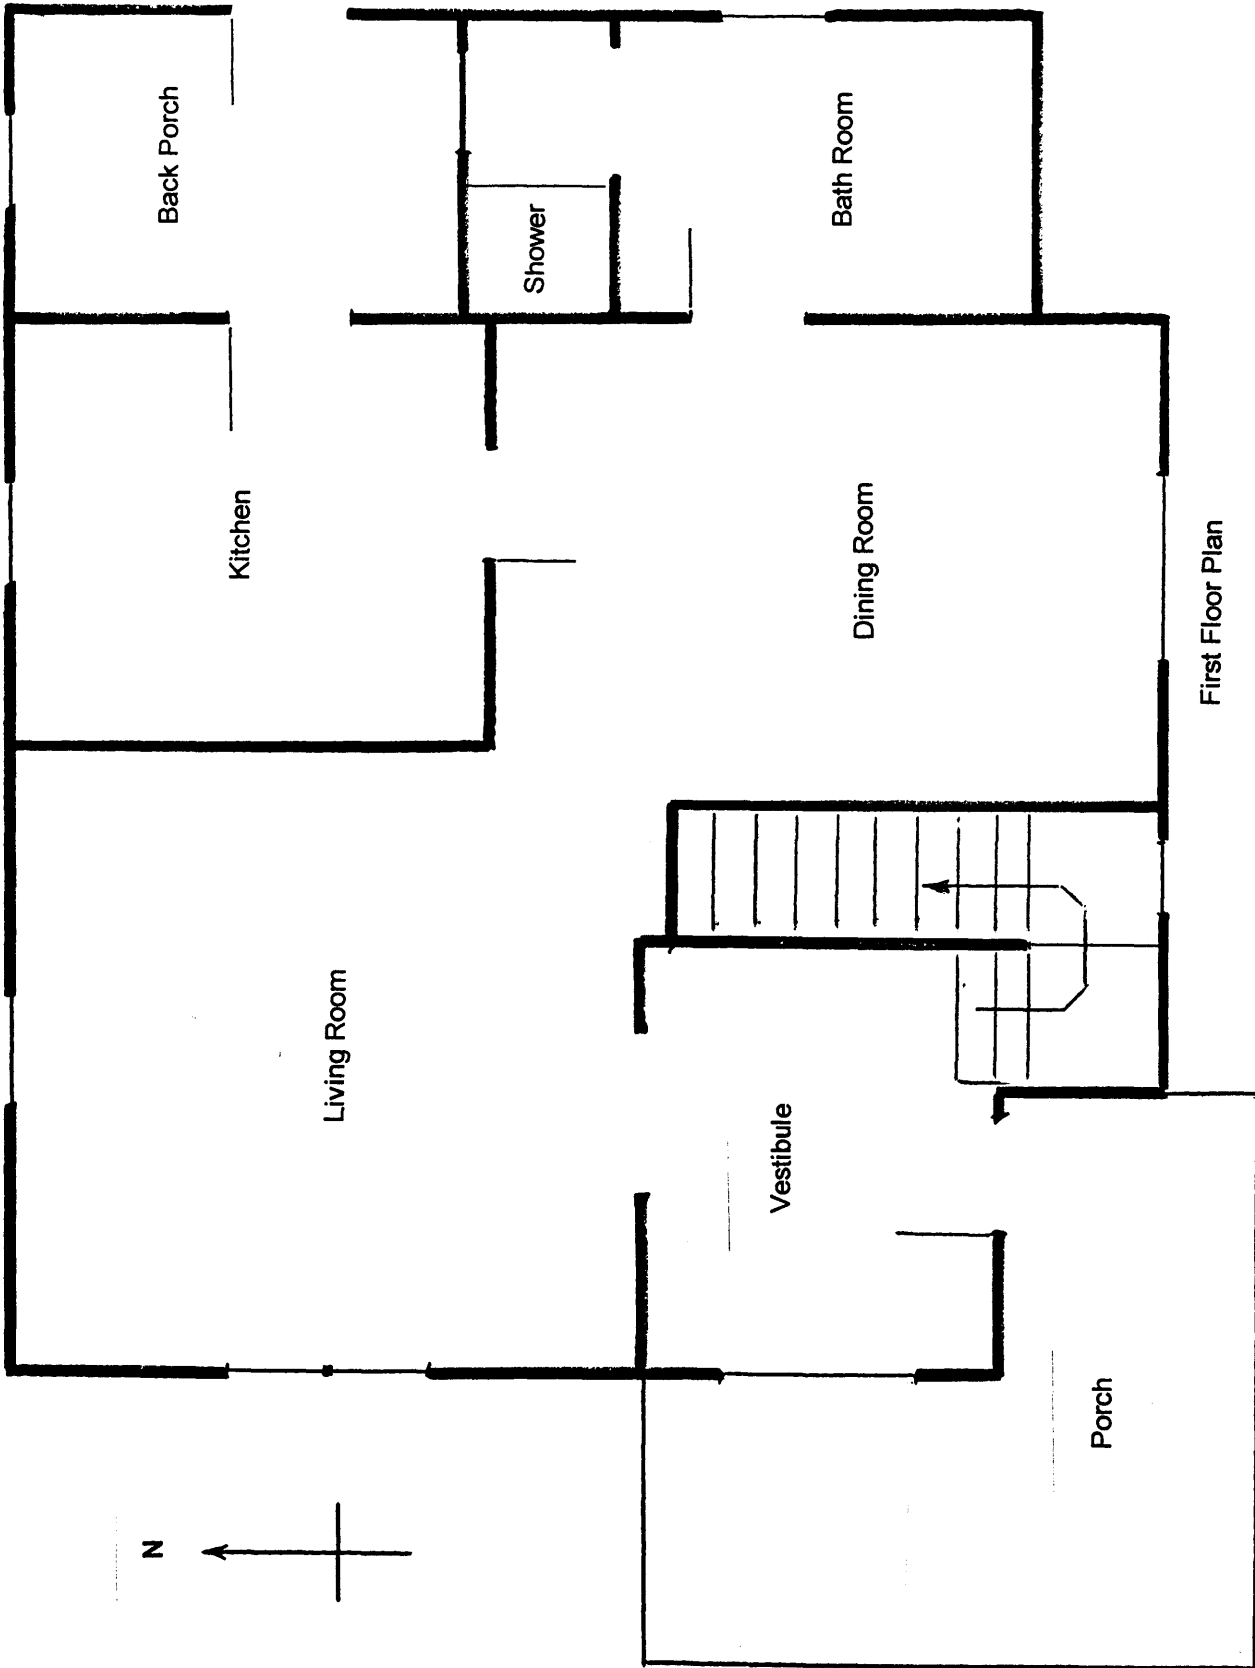 Back Porch
Shower
Bath Room
Kitchen
Dining Room
First Floor Plan
Living Room
Vestibule
Porch
N